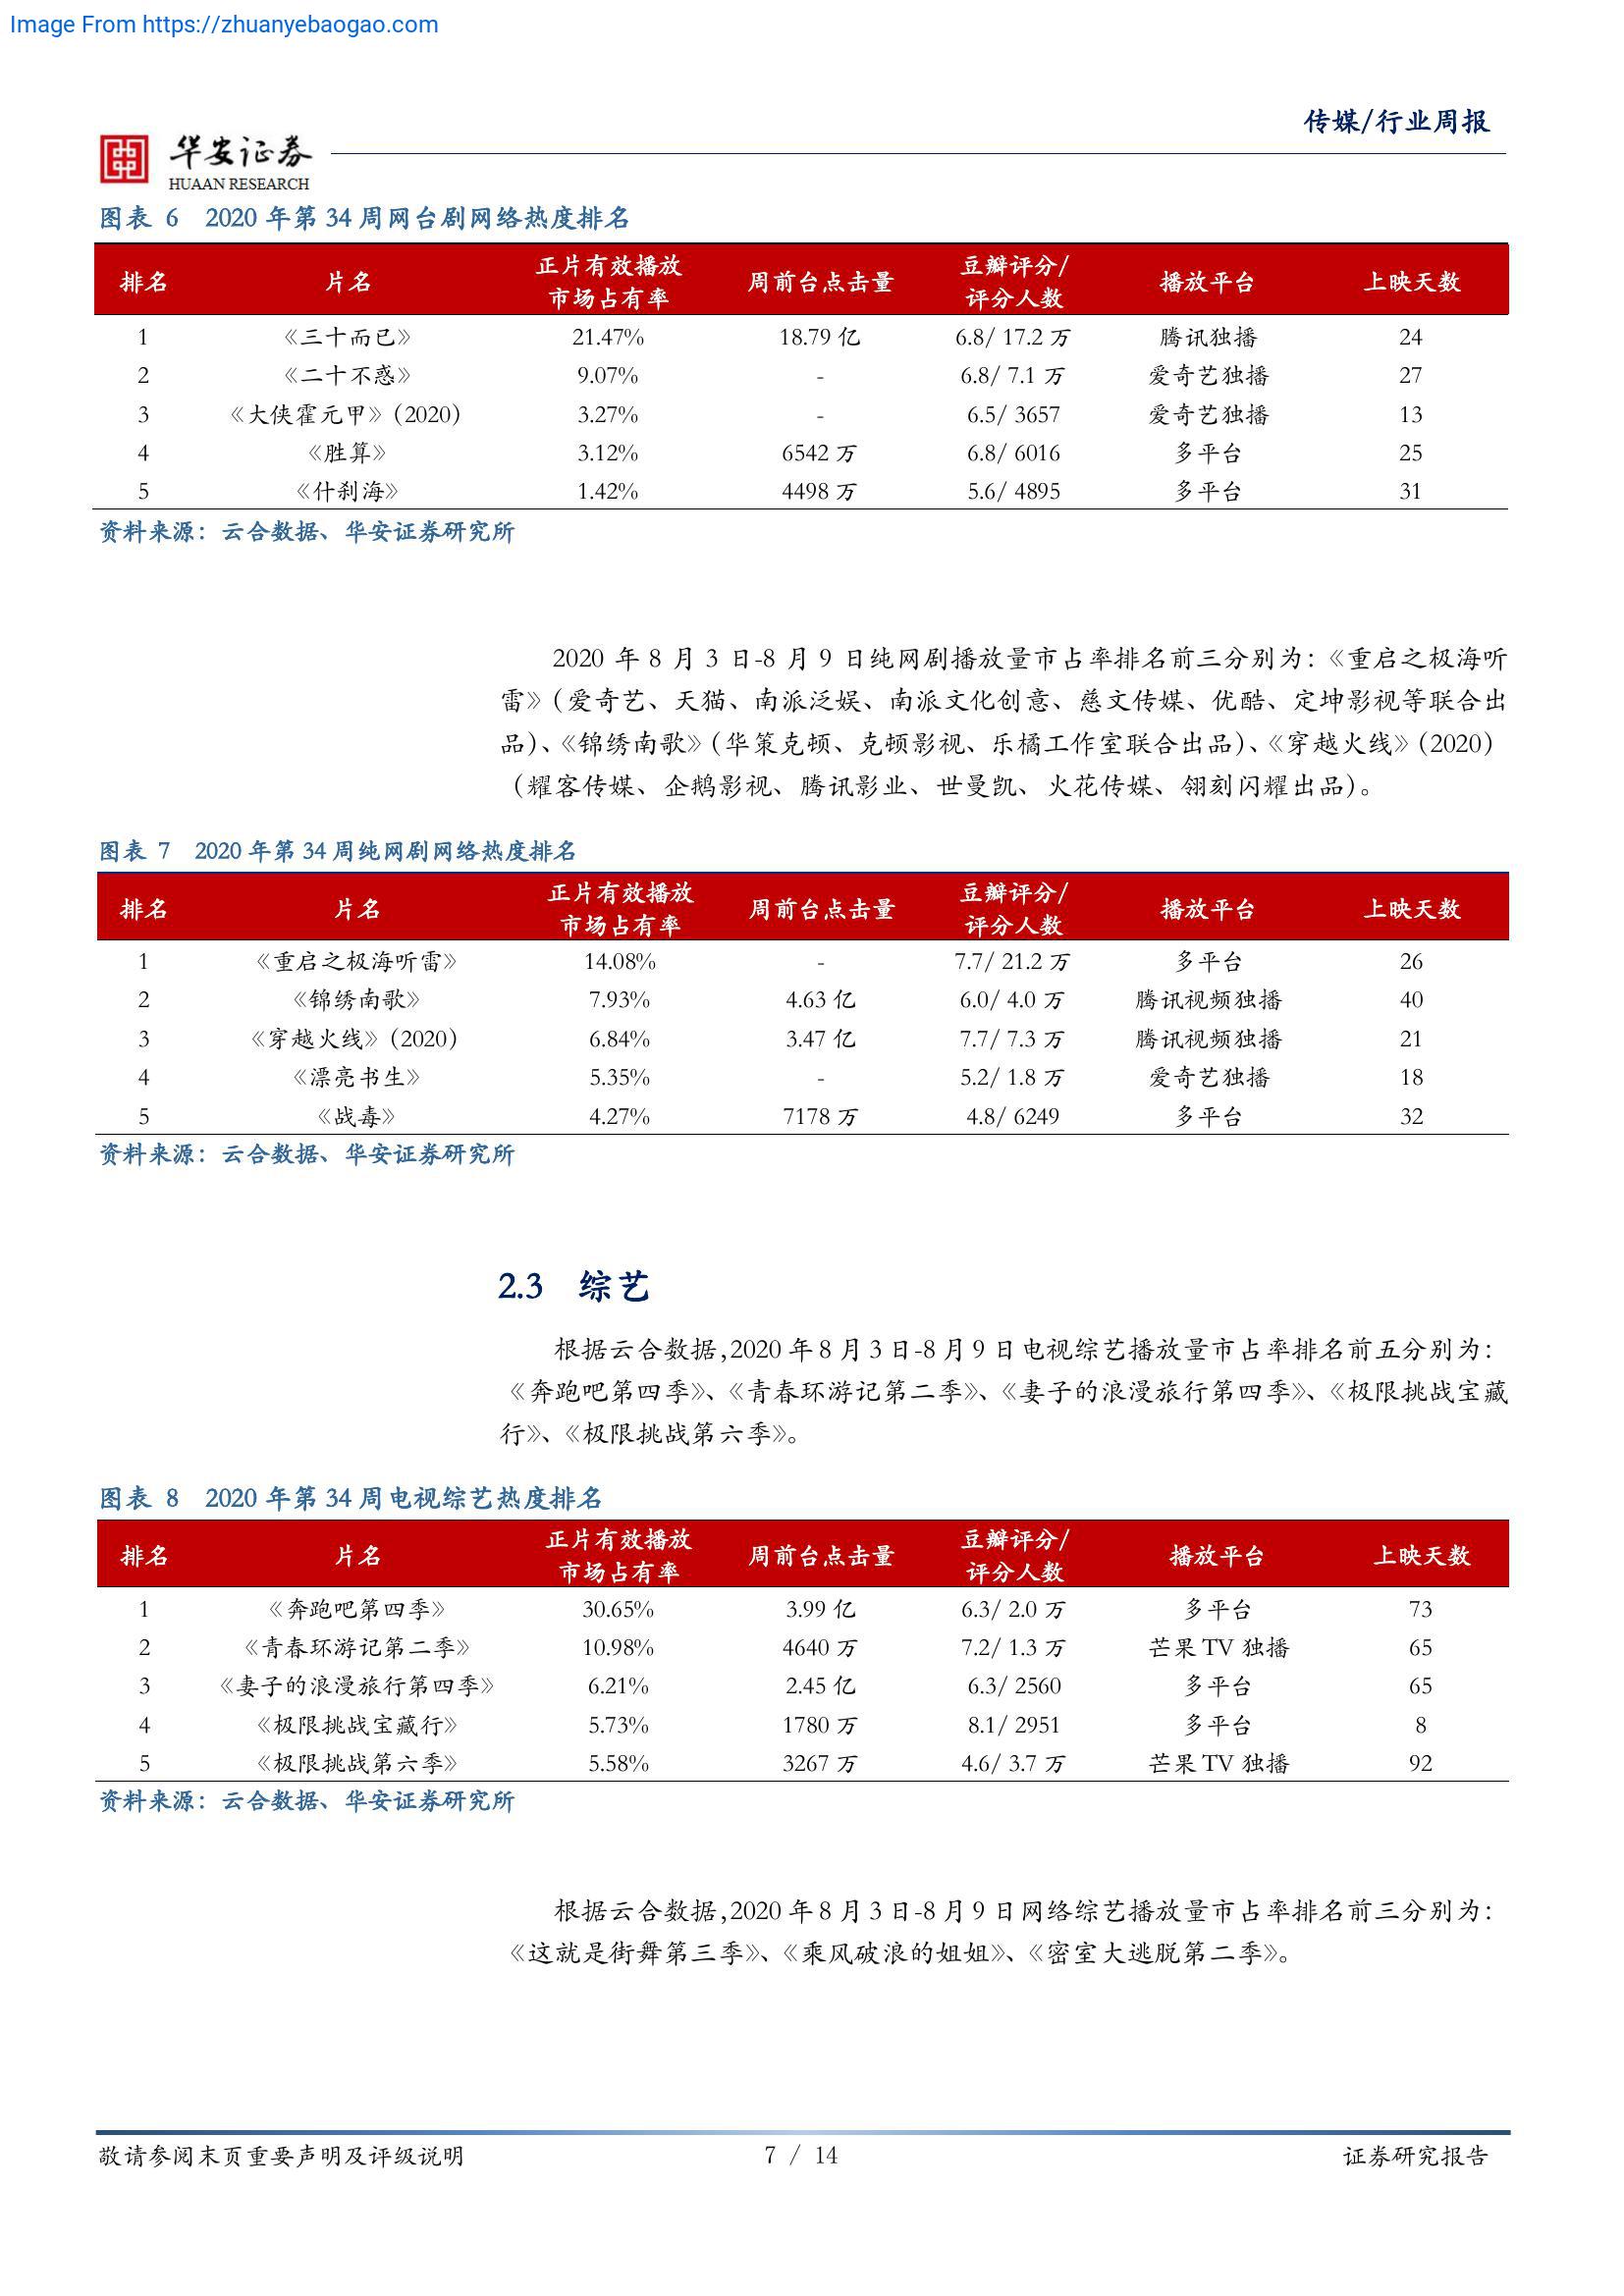 Image From https://zhuanyebaogao.com
传媒/行业周报
华安证券
HUAAN RESEARCH
图表 6 2020 年第 34 周网台剧网络热度排名
排名 片名 正片有效播放市场占有率 周前台点击量 豆瓣评分/评分人数 播放平台 上映天数
1 《三十而已》 21.47% 18.79 亿 6.8/ 17.2 万 腾讯独播 24
2 《二十不惑》 9.07% - 6.8/ 7.1 万 爱奇艺独播 27
3 《大侠霍元甲》(2020) 3.27% - 6.5/ 3657 爱奇艺独播 13
4 《胜算》 3.12% 6542 万 6.8/ 6016 多平台 25
5 《什刹海》 1.42% 4498 万 5.6/ 4895 多平台 31
资料来源：云合数据、华安证券研究所
2020 年 8 月 3 日-8 月 9 日纯网剧播放量市占率排名前三分别为：《重启之极海听
雷》（爱奇艺、天猫、南派泛娱、南派文化创意、慈文传媒、优酷、定坤影视等联合出
品）、《锦绣南歌》（华策克顿、克顿影视、乐橘工作室联合出品）、《穿越火线》（2020）
（耀客传媒、企鹅影视、腾讯影业、世曼凯、火花传媒、翎刻闪耀出品）。
图表 7 2020 年第 34 周纯网剧网络热度排名
排名 片名 正片有效播放市场占有率 周前台点击量 豆瓣评分/评分人数 播放平台 上映天数
1 《重启之极海听雷》 14.08% - 7.7/ 21.2 万 多平台 26
2 《锦绣南歌》 7.93% 4.63 亿 6.0/ 4.0 万 腾讯视频独播 40
3 《穿越火线》(2020) 6.84% 3.47 亿 7.7/ 7.3 万 腾讯视频独播 21
4 《漂亮书生》 5.35% - 5.2/ 1.8 万 爱奇艺独播 18
5 《战毒》 4.27% 7178 万 4.8/ 6249 多平台 32
资料来源：云合数据、华安证券研究所
2.3 综艺
根据云合数据,2020 年 8 月 3 日-8 月 9 日电视综艺播放量市占率排名前五分别为：
《奔跑吧第四季》、《青春环游记第二季》、《妻子的浪漫旅行第四季》、《极限挑战宝藏
行》、《极限挑战第六季》。
图表 8 2020 年第 34 周电视综艺热度排名
排名 片名 正片有效播放市场占有率 周前台点击量 豆瓣评分/评分人数 播放平台 上映天数
1 《奔跑吧第四季》 30.65% 3.99 亿 6.3/ 2.0 万 多平台 73
2 《青春环游记第二季》 10.98% 4640 万 7.2/ 1.3 万 芒果 TV 独播 65
3 《妻子的浪漫旅行第四季》 6.21% 2.45 亿 6.3/ 2560 多平台 65
4 《极限挑战宝藏行》 5.73% 1780 万 8.1/ 2951 多平台 8
5 《极限挑战第六季》 5.58% 3267 万 4.6/ 3.7 万 芒果 TV 独播 92
资料来源：云合数据、华安证券研究所
根据云合数据,2020 年 8 月 3 日-8 月 9 日网络综艺播放量市占率排名前三分别为：
《这就是街舞第三季》、《乘风破浪的姐姐》、《密室大逃脱第二季》。
敬请参阅末页重要声明及评级说明 7 / 14 证券研究报告